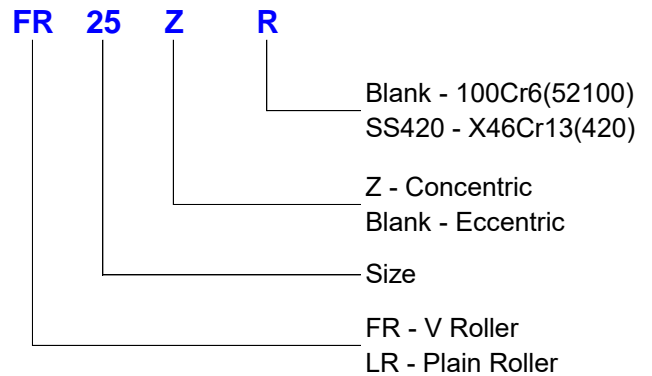 FR 25 Z R
Blank - 100Cr6(52100)
SS420 - X46Cr13(420)
Z - Concentric
Blank - Eccentric
Size
FR - V Roller
LR - Plain Roller